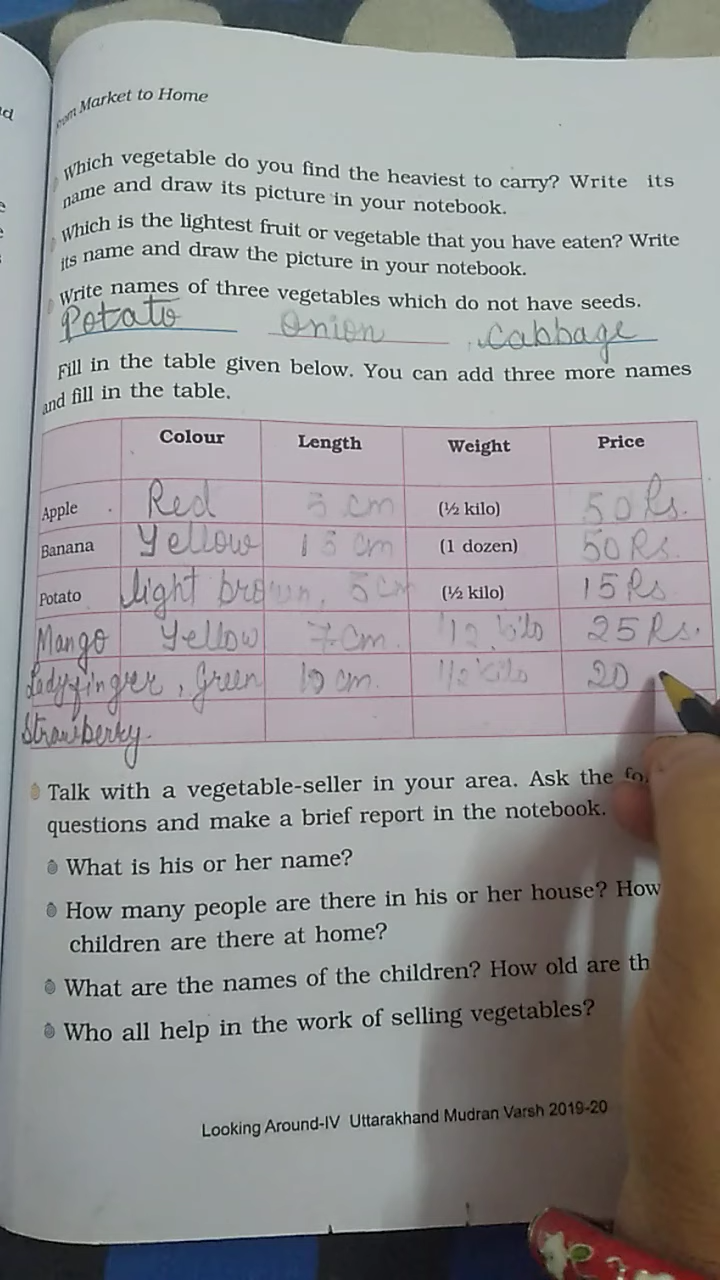 From Market to Home
Which vegetable do you find the heaviest to carry? Write its
name and draw its picture in your notebook.
Which is the lightest fruit or vegetable that you have eaten? Write
its name and draw the picture in your notebook.
Write names of three vegetables which do not have seeds.
Potato Onion , Cabbage
Fill in the table given below. You can add three more names
and fill in the table.
Colour Length Weight Price
Apple Red 5 cm (½ kilo) 50 Rs.
Banana Yellow 15 cm (1 dozen) 50 Rs.
Potato light brown, 5 cm (½ kilo) 15 Rs
Mango Yellow 7 cm. 1/2 kilo 25 Rs.
Ladyfinger, Green 10 cm. 1/2 kilo 20
Strawberry.
Talk with a vegetable-seller in your area. Ask the
questions and make a brief report in the notebook.
What is his or her name?
How many people are there in his or her house? How
children are there at home?
What are the names of the children? How old are th
Who all help in the work of selling vegetables?
Looking Around-IV Uttarakhand Mudran Varsh 2019-20